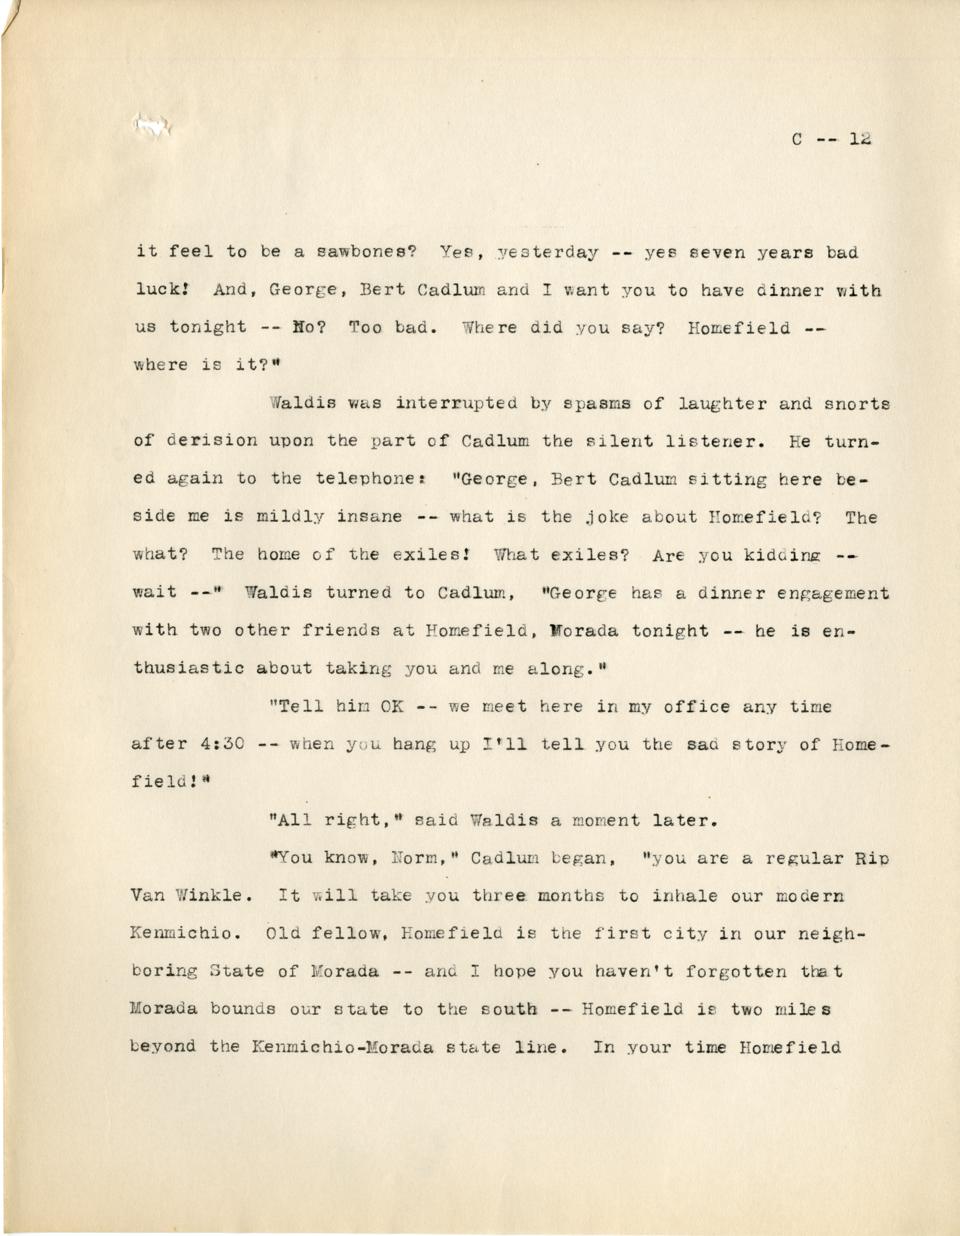 C -- 12
it feel to be a sawbones?  Yes, yesterday -- yes seven years bad
luck!  And, George, Bert Cadlum and I want you to have dinner with
us tonight -- No?  Too bad.  Where did you say?  Homefield --
where is it?"
Waldis was interrupted by spasms of laughter and snorts
of derision upon the part of Cadlum the silent listener.  He turn-
ed again to the telephone:  "George, Bert Cadlum sitting here be-
side me is mildly insane -- what is the joke about Homefield?  The
what?  The home of the exiles!  What exiles?  Are you kidding --
wait --"  Waldis turned to Cadlum,  "George has a dinner engagement
with two other friends at Homefield, Morada tonight -- he is en-
thusiastic about taking you and me along."
"Tell him OK -- we meet here in my office any time
after 4:30 -- when you hang up I'll tell you the sad story of Home-
field!"
"All right," said Waldis a moment later.
"You know, Norm," Cadlum began,  "you are a regular Rip
Van Winkle.  It will take you three months to inhale our modern
Kenmichio.  Old fellow, Homefield is the first city in our neigh-
boring State of Morada -- and I hope you haven't forgotten that
Morada bounds our state to the south -- Homefield is two miles
beyond the Kenmichio-Morada state line.  In your time Homefield